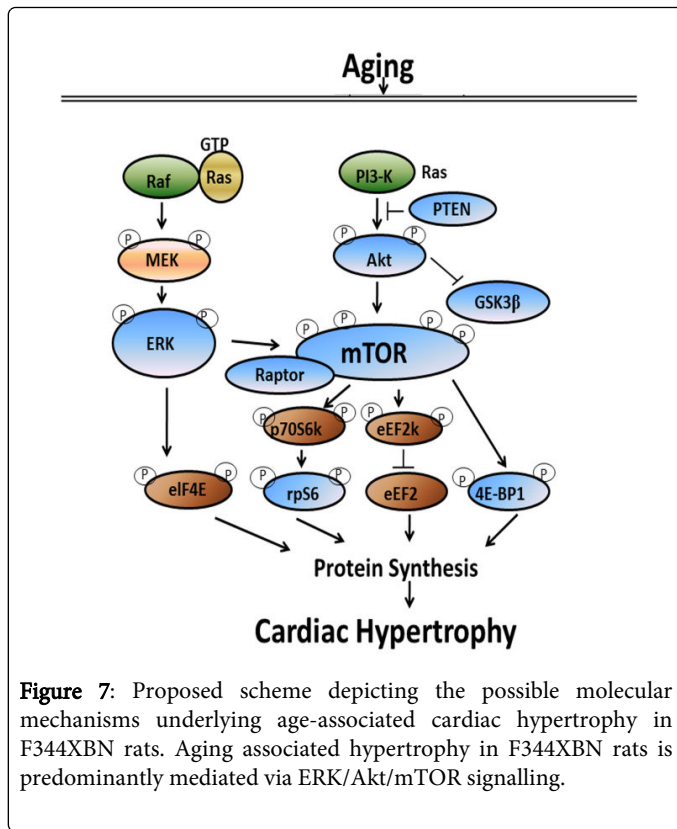 Aging
GTP
Raf
Ras
PI3-K
Ras
PTEN
P
P
P
P
MEK
Akt
GSK3β
P
P
P
P
P
P
ERK
mTOR
Raptor
P
P
P
P
p70S6k
eEF2k
P
P
P
P
P
P
eIF4E
rpS6
eEF2
4E-BP1
Protein Synthesis
Cardiac Hypertrophy
Figure 7: Proposed scheme depicting the possible molecular
mechanisms underlying age-associated cardiac hypertrophy in
F344XBN rats. Aging associated hypertrophy in F344XBN rats is
predominantly mediated via ERK/Akt/mTOR signalling.